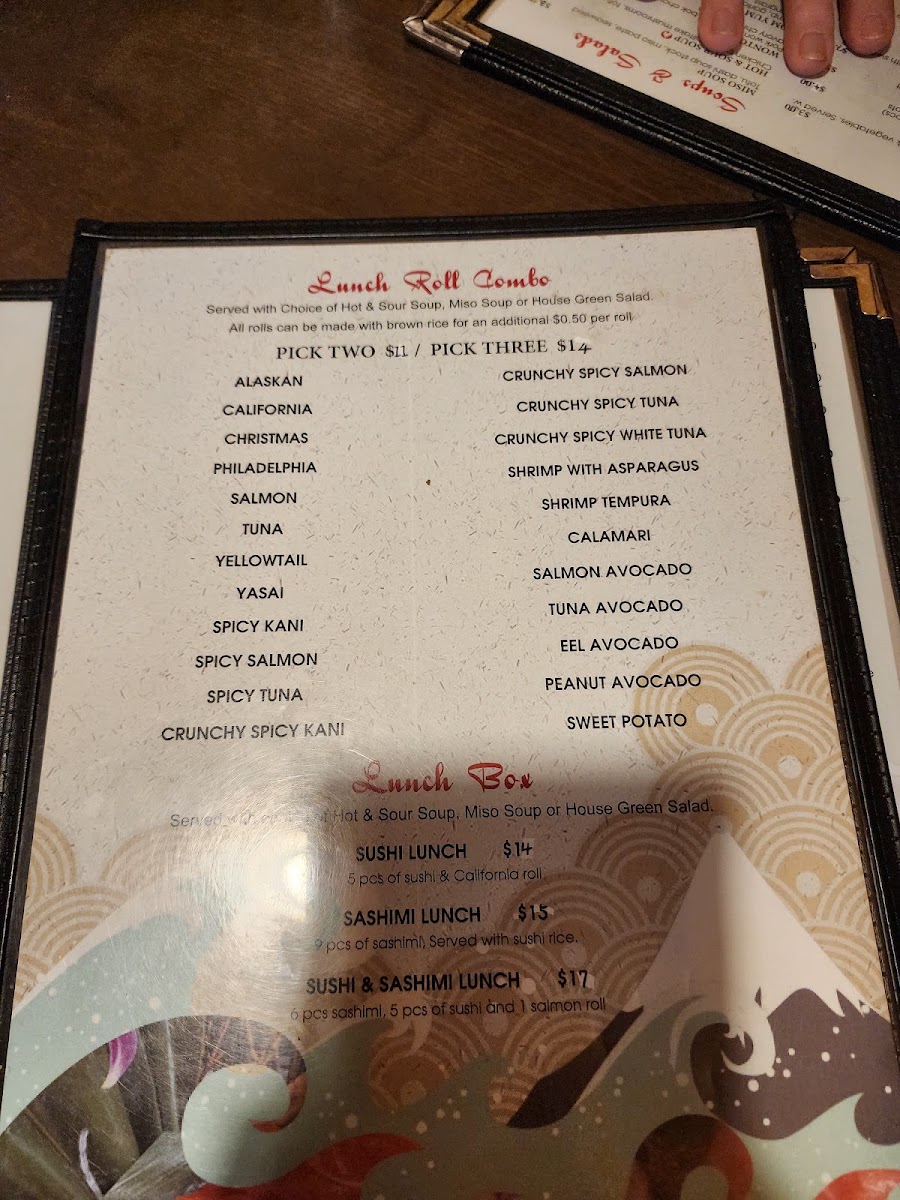 Soups & Salads
MISO SOUP
$3.00
HOT & SOUR SOUP
$4.00
Lunch Roll Combo
Served with Choice of Hot & Sour Soup, Miso Soup or House Green Salad.
All rolls can be made with brown rice for an additional $0.50 per roll
PICK TWO $11 / PICK THREE $14
ALASKAN
CALIFORNIA
CHRISTMAS
PHILADELPHIA
SALMON
TUNA
YELLOWTAIL
YASAI
SPICY KANI
SPICY SALMON
SPICY TUNA
CRUNCHY SPICY KANI
CRUNCHY SPICY SALMON
CRUNCHY SPICY TUNA
CRUNCHY SPICY WHITE TUNA
SHRIMP WITH ASPARAGUS
SHRIMP TEMPURA
CALAMARI
SALMON AVOCADO
TUNA AVOCADO
EEL AVOCADO
PEANUT AVOCADO
SWEET POTATO
Lunch Box
Served of Hot & Sour Soup, Miso Soup or House Green Salad.
SUSHI LUNCH $14
5 pcs of sushi & California roll
SASHIMI LUNCH $15
9 pcs of sashimi, Served with sushi rice.
SUSHI & SASHIMI LUNCH $17
6 pcs sashimi, 5 pcs of sushi and 1 salmon roll